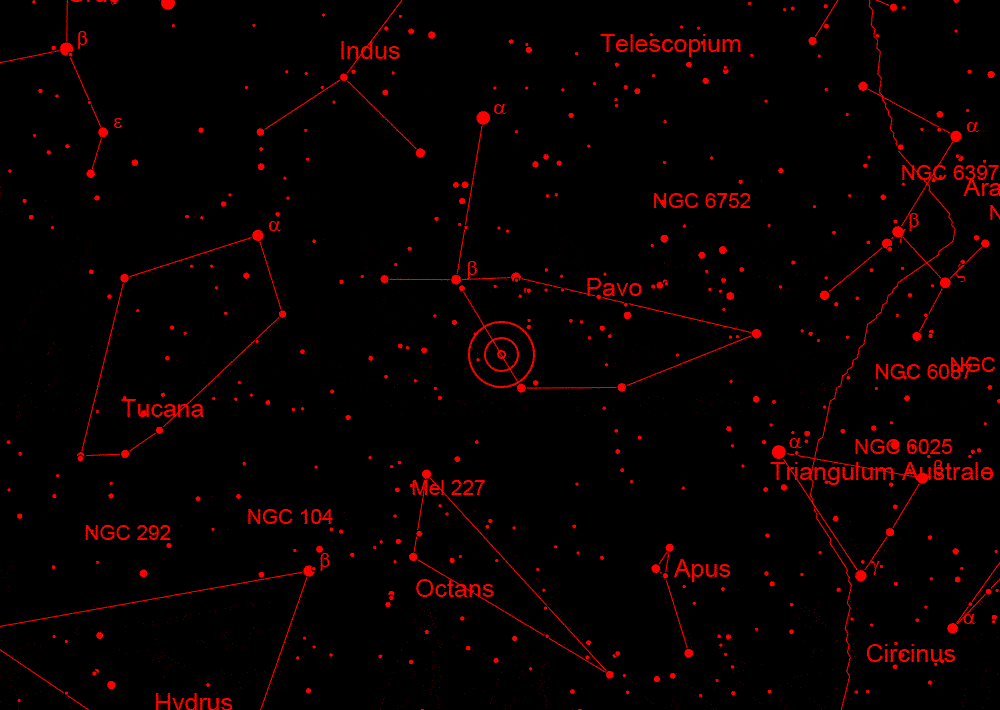 β
Indus
Telescopium
α
α
ε
NGC 6397
Ara
NGC 6752
N
α
β
β
ζ
Pavo
NGC 6087
NGC
Tucana
α
NGC 6025
β
Triangulum Australe
Mel 227
NGC 104
NGC 292
β
Octans
Apus
γ
α
Circinus
Hydrus